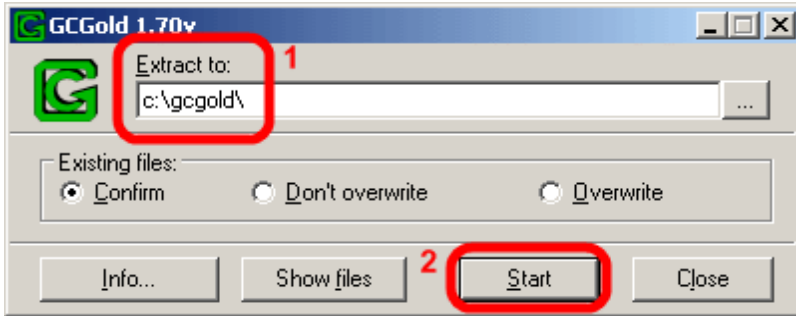 GCGold 1.70v
Extract to:
1
c:\gcgold\
...
Existing files:
Confirm Don't overwrite Overwrite
Info... Show files 2 Start Close